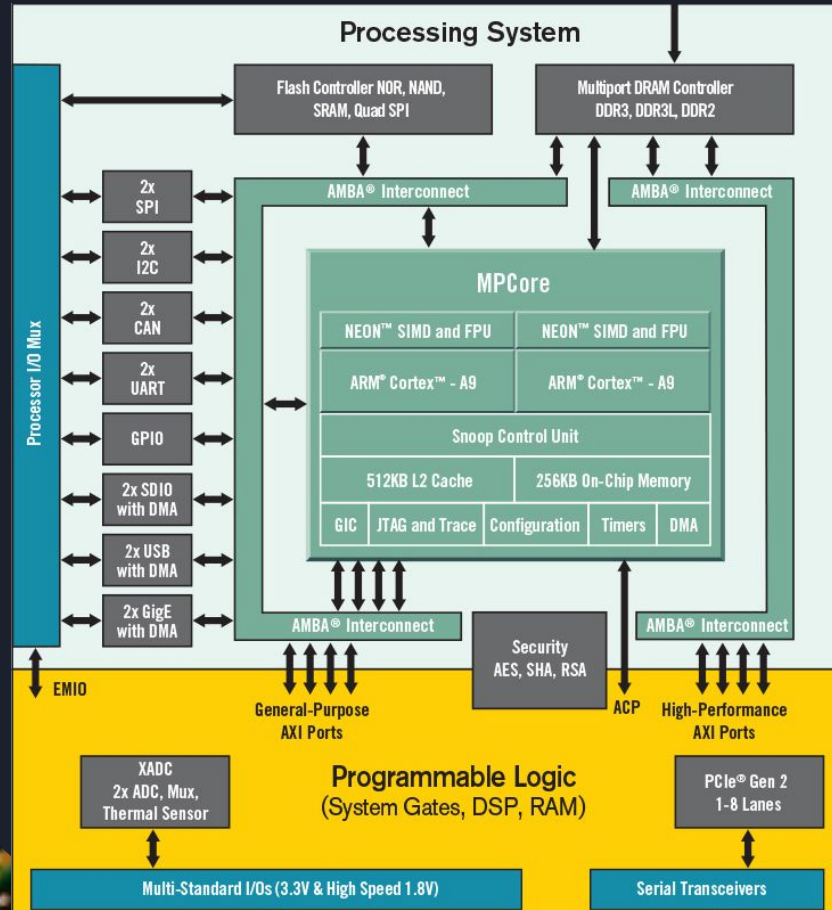 Processing System
Flash Controller NOR, NAND,
SRAM, Quad SPI
Multiport DRAM Controller
DDR3, DDR3L, DDR2
Processor I/O Mux
2x
SPI
2x
I2C
2x
CAN
2x
UART
GPIO
2x SDIO
with DMA
2x USB
with DMA
2x GigE
with DMA
AMBA® Interconnect
AMBA® Interconnect
MPCore
NEON™ SIMD and FPU
NEON™ SIMD and FPU
ARM® Cortex™ - A9
ARM® Cortex™ - A9
Snoop Control Unit
512KB L2 Cache
256KB On-Chip Memory
GIC
JTAG and Trace
Configuration
Timers
DMA
AMBA® Interconnect
AMBA® Interconnect
Security
AES, SHA, RSA
EMIO
General-Purpose
AXI Ports
ACP
High-Performance
AXI Ports
XADC
2x ADC, Mux,
Thermal Sensor
Programmable Logic
(System Gates, DSP, RAM)
PCIe® Gen 2
1-8 Lanes
Multi-Standard I/Os (3.3V & High Speed 1.8V)
Serial Transceivers